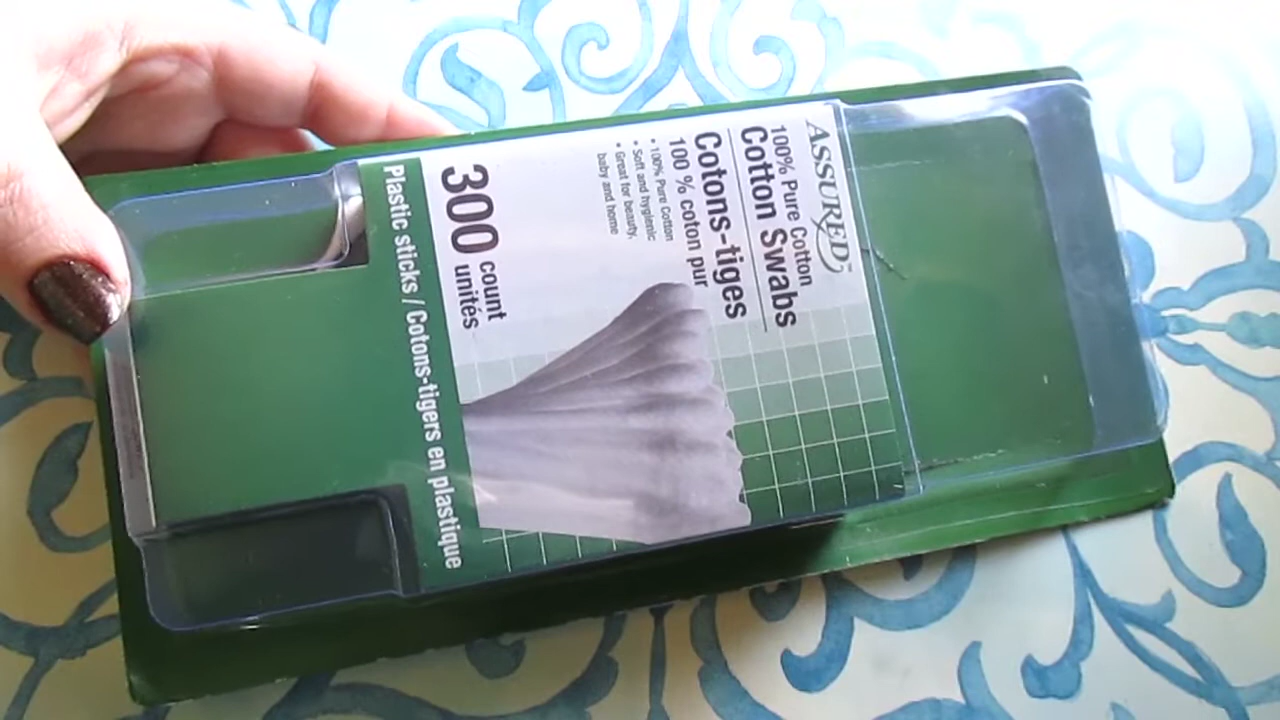 ASSURED™
100% Pure Cotton
Cotton Swabs
Cotons-tiges
100 % coton pur
• 100% Pure Cotton
• Soft and hygienic
• Great for beauty,
baby and home
300 count
unités
Plastic sticks / Cotons-tigers en plastique